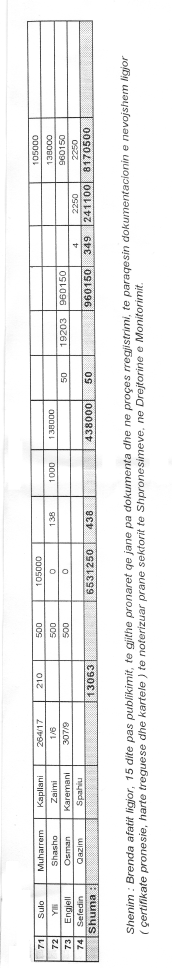 71 Sulo Muharrem Kapllani 264/17 210 500 105000 105000
72 Ylli Shasho Zaimi 1/6 500 0 138 1000 138000 138000
73 Engjell Osman Karemani 307/9 500 0 50 19203 960150 960150
74 Sefedin Qazim Spahiu 4 2250 2250
Shuma : 13063 6531250 438 438000 50 960150 349 241100 8170500
Shenim : Brenda afatit ligjor, 15 dite pas publikimit, te gjithe pronaret qe jane pa dokumenta dhe ne proçes rregjistrimi, te paraqesin dokumentacionin e nevojshem ligjor
( çertifikate pronesie, harte treguese dhe kartele ) te noterizuar prane sektorit te Shpronesimeve, ne Drejtorine e Monitorimit.